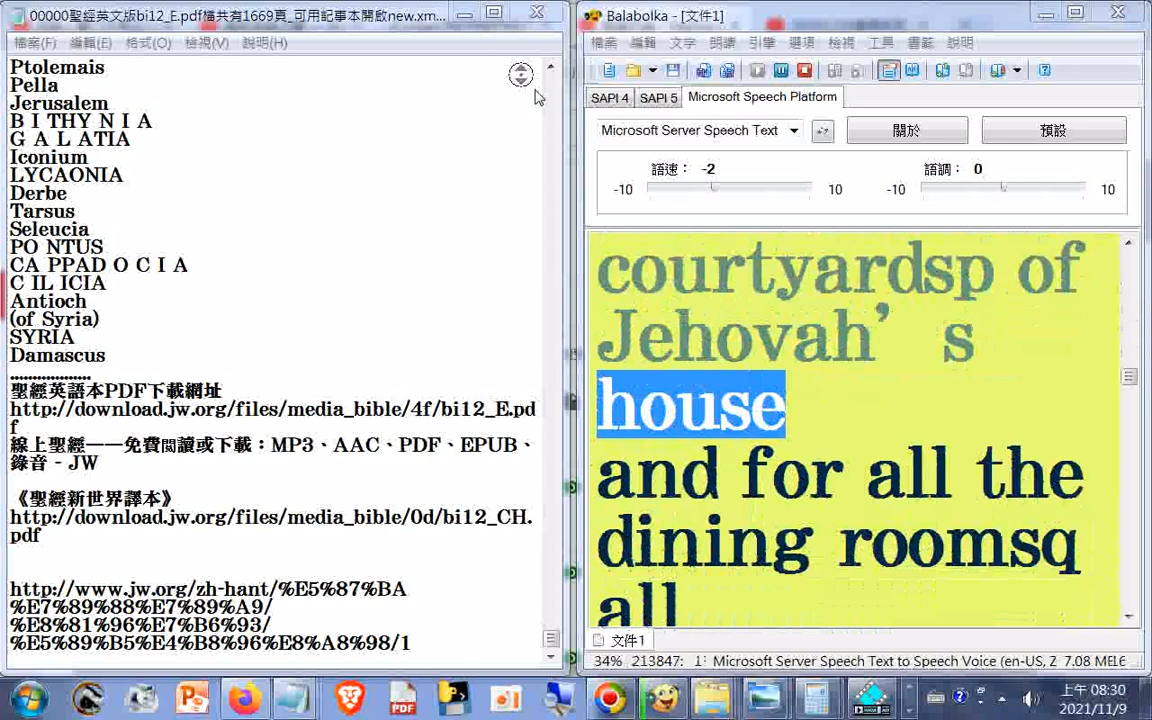 00000聖經英文版bi12_E.pdf檔共有1669頁_可用記事本開啟new.xm...
檔案(F) 編輯(E) 格式(O) 檢視(V) 說明(H)
Ptolemais
Pella
Jerusalem
B I THY N I A
G A L ATIA
Iconium
LYCAONIA
Derbe
Tarsus
Seleucia
PO NTUS
CA PPAD O C I A
C IL ICIA
Antioch
(of Syria)
SYRIA
Damascus
..................
聖經英語本PDF下載網址
http://download.jw.org/files/media_bible/4f/bi12_E.pd
f
線上聖經——免費閱讀或下載：MP3、AAC、PDF、EPUB、
錄音 - JW
《聖經新世界譯本》
http://download.jw.org/files/media_bible/0d/bi12_CH.
pdf
http://www.jw.org/zh-hant/%E5%87%BA
%E7%89%88%E7%89%A9/
%E8%81%96%E7%B6%93/
%E5%89%B5%E4%B8%96%E8%A8%98/1
Balabolka - [文件1]
檔案 編輯 文字 朗讀 引擎 選項 檢視 工具 書籤 說明
SAPI 4 SAPI 5 Microsoft Speech Platform
Microsoft Server Speech Text 關於 預設
語速： -2 語調： 0
-10 10 -10 10
courtyardsp of
Jehovah’s
house
and for all the
dining roomsq
all
文件1
34% 213847: Microsoft Server Speech Text to Speech Voice (en-US, 2 7.08 ME
PDF
上午 08:30
2021/11/9